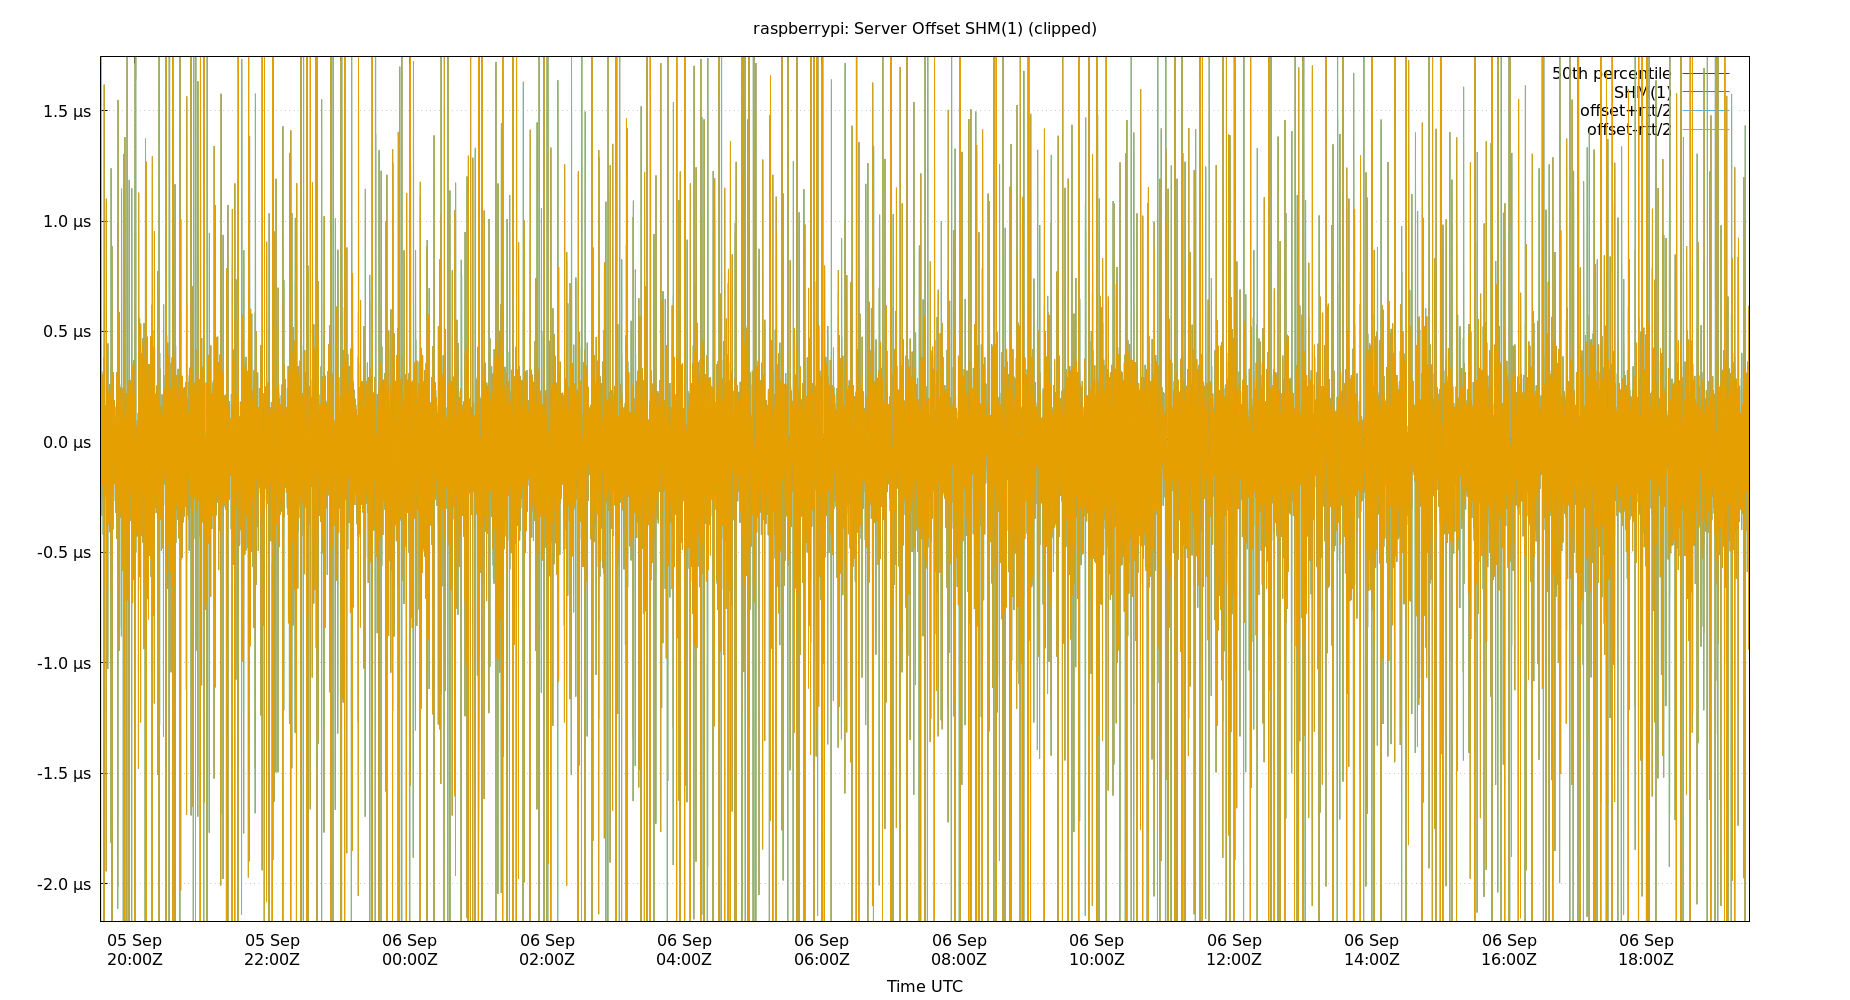 raspberrypi: Server Offset SHM(1) (clipped)
50th percentile
SHM(1)
offset+rtt/2
offset-rtt/2
1.5 µs
1.0 µs
0.5 µs
0.0 µs
-0.5 µs
-1.0 µs
-1.5 µs
-2.0 µs
05 Sep 05 Sep 06 Sep 06 Sep 06 Sep 06 Sep 06 Sep 06 Sep 06 Sep 06 Sep 06 Sep 06 Sep
20:00Z 22:00Z 00:00Z 02:00Z 04:00Z 06:00Z 08:00Z 10:00Z 12:00Z 14:00Z 16:00Z 18:00Z
Time UTC